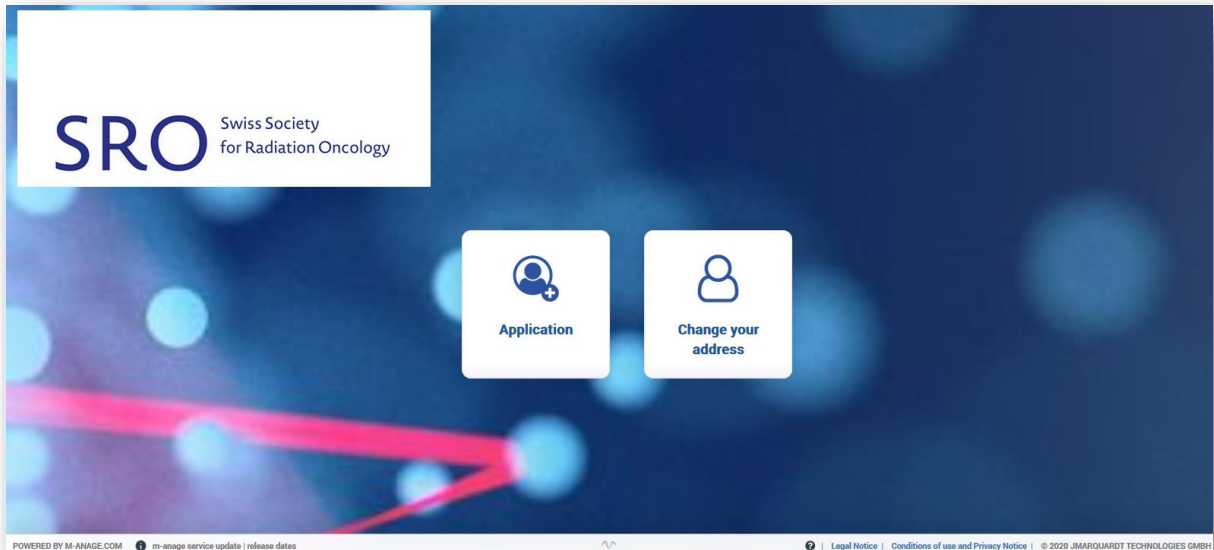 SRO
Swiss Society
for Radiation Oncology
Application
Change your
address
POWERED BY M-ANAGE.COM
m-anage service update | release dates
| Legal Notice | Conditions of use and Privacy Notice | © 2020 JMARQUARDT TECHNOLOGIES GMBH